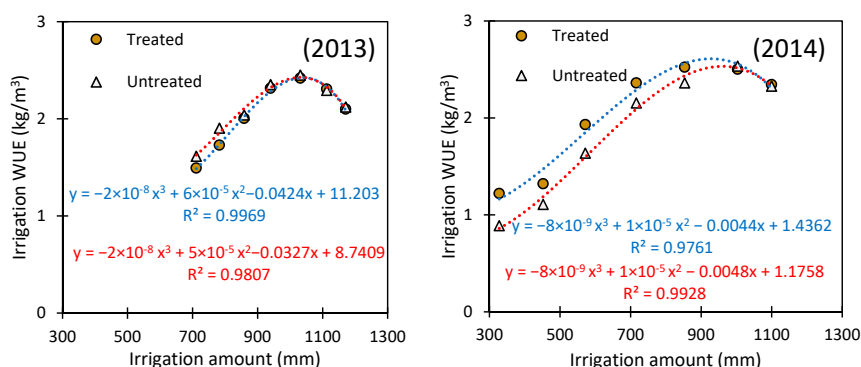 3
2
1
0
Irrigation WUE (kg/m³)
Treated
Untreated
(2013)
y = −2×10⁻⁸ x³ + 6×10⁻⁵ x²−0.0424x + 11.203
R² = 0.9969
y = −2×10⁻⁸ x³ + 5×10⁻⁵ x²−0.0327x + 8.7409
R² = 0.9807
300 500 700 900 1100 1300
Irrigation amount (mm)
3
2
1
0
Irrigation WUE (kg/m³)
Treated
Untreated
(2014)
y = −8×10⁻⁹ x³ + 1×10⁻⁵ x² − 0.0044x + 1.4362
R² = 0.9761
y = −8×10⁻⁹ x³ + 1×10⁻⁵ x² − 0.0048x + 1.1758
R² = 0.9928
300 500 700 900 1100 1300
Irrigation amount (mm)